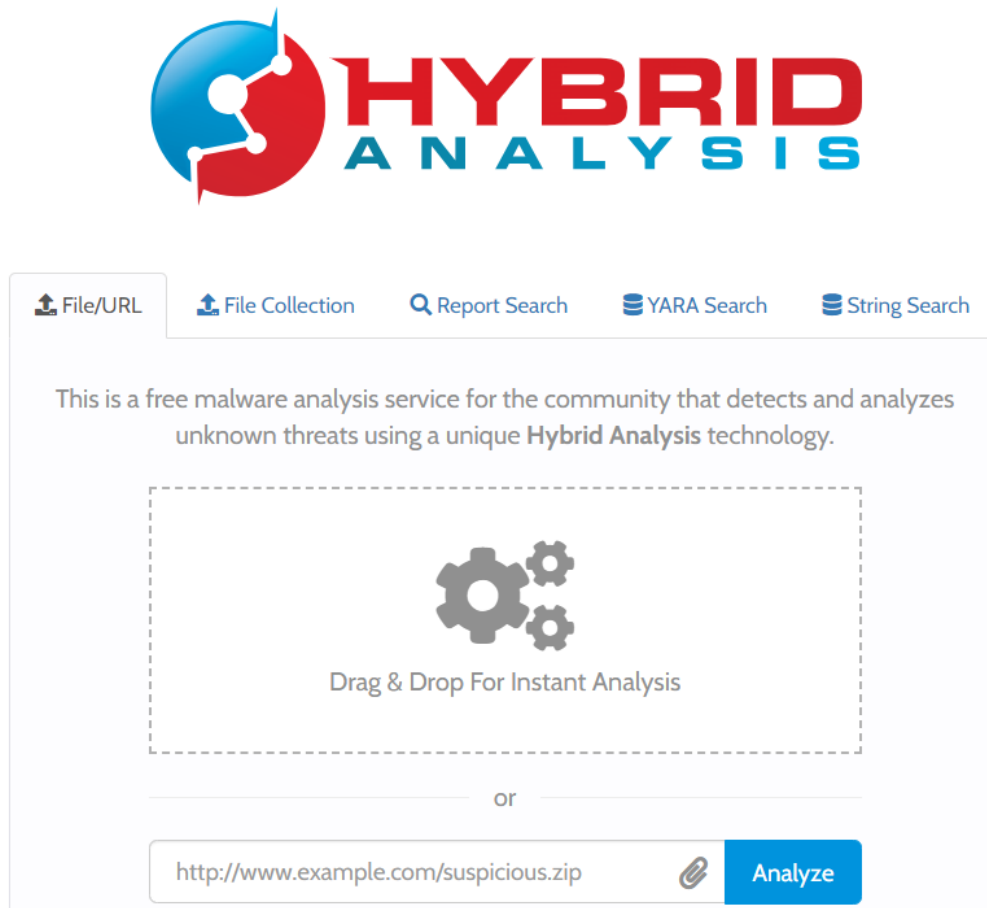 HYBRID
ANALYSIS
File/URL
File Collection
Report Search
YARA Search
String Search
This is a free malware analysis service for the community that detects and analyzes
unknown threats using a unique Hybrid Analysis technology.
Drag & Drop For Instant Analysis
or
http://www.example.com/suspicious.zip
Analyze